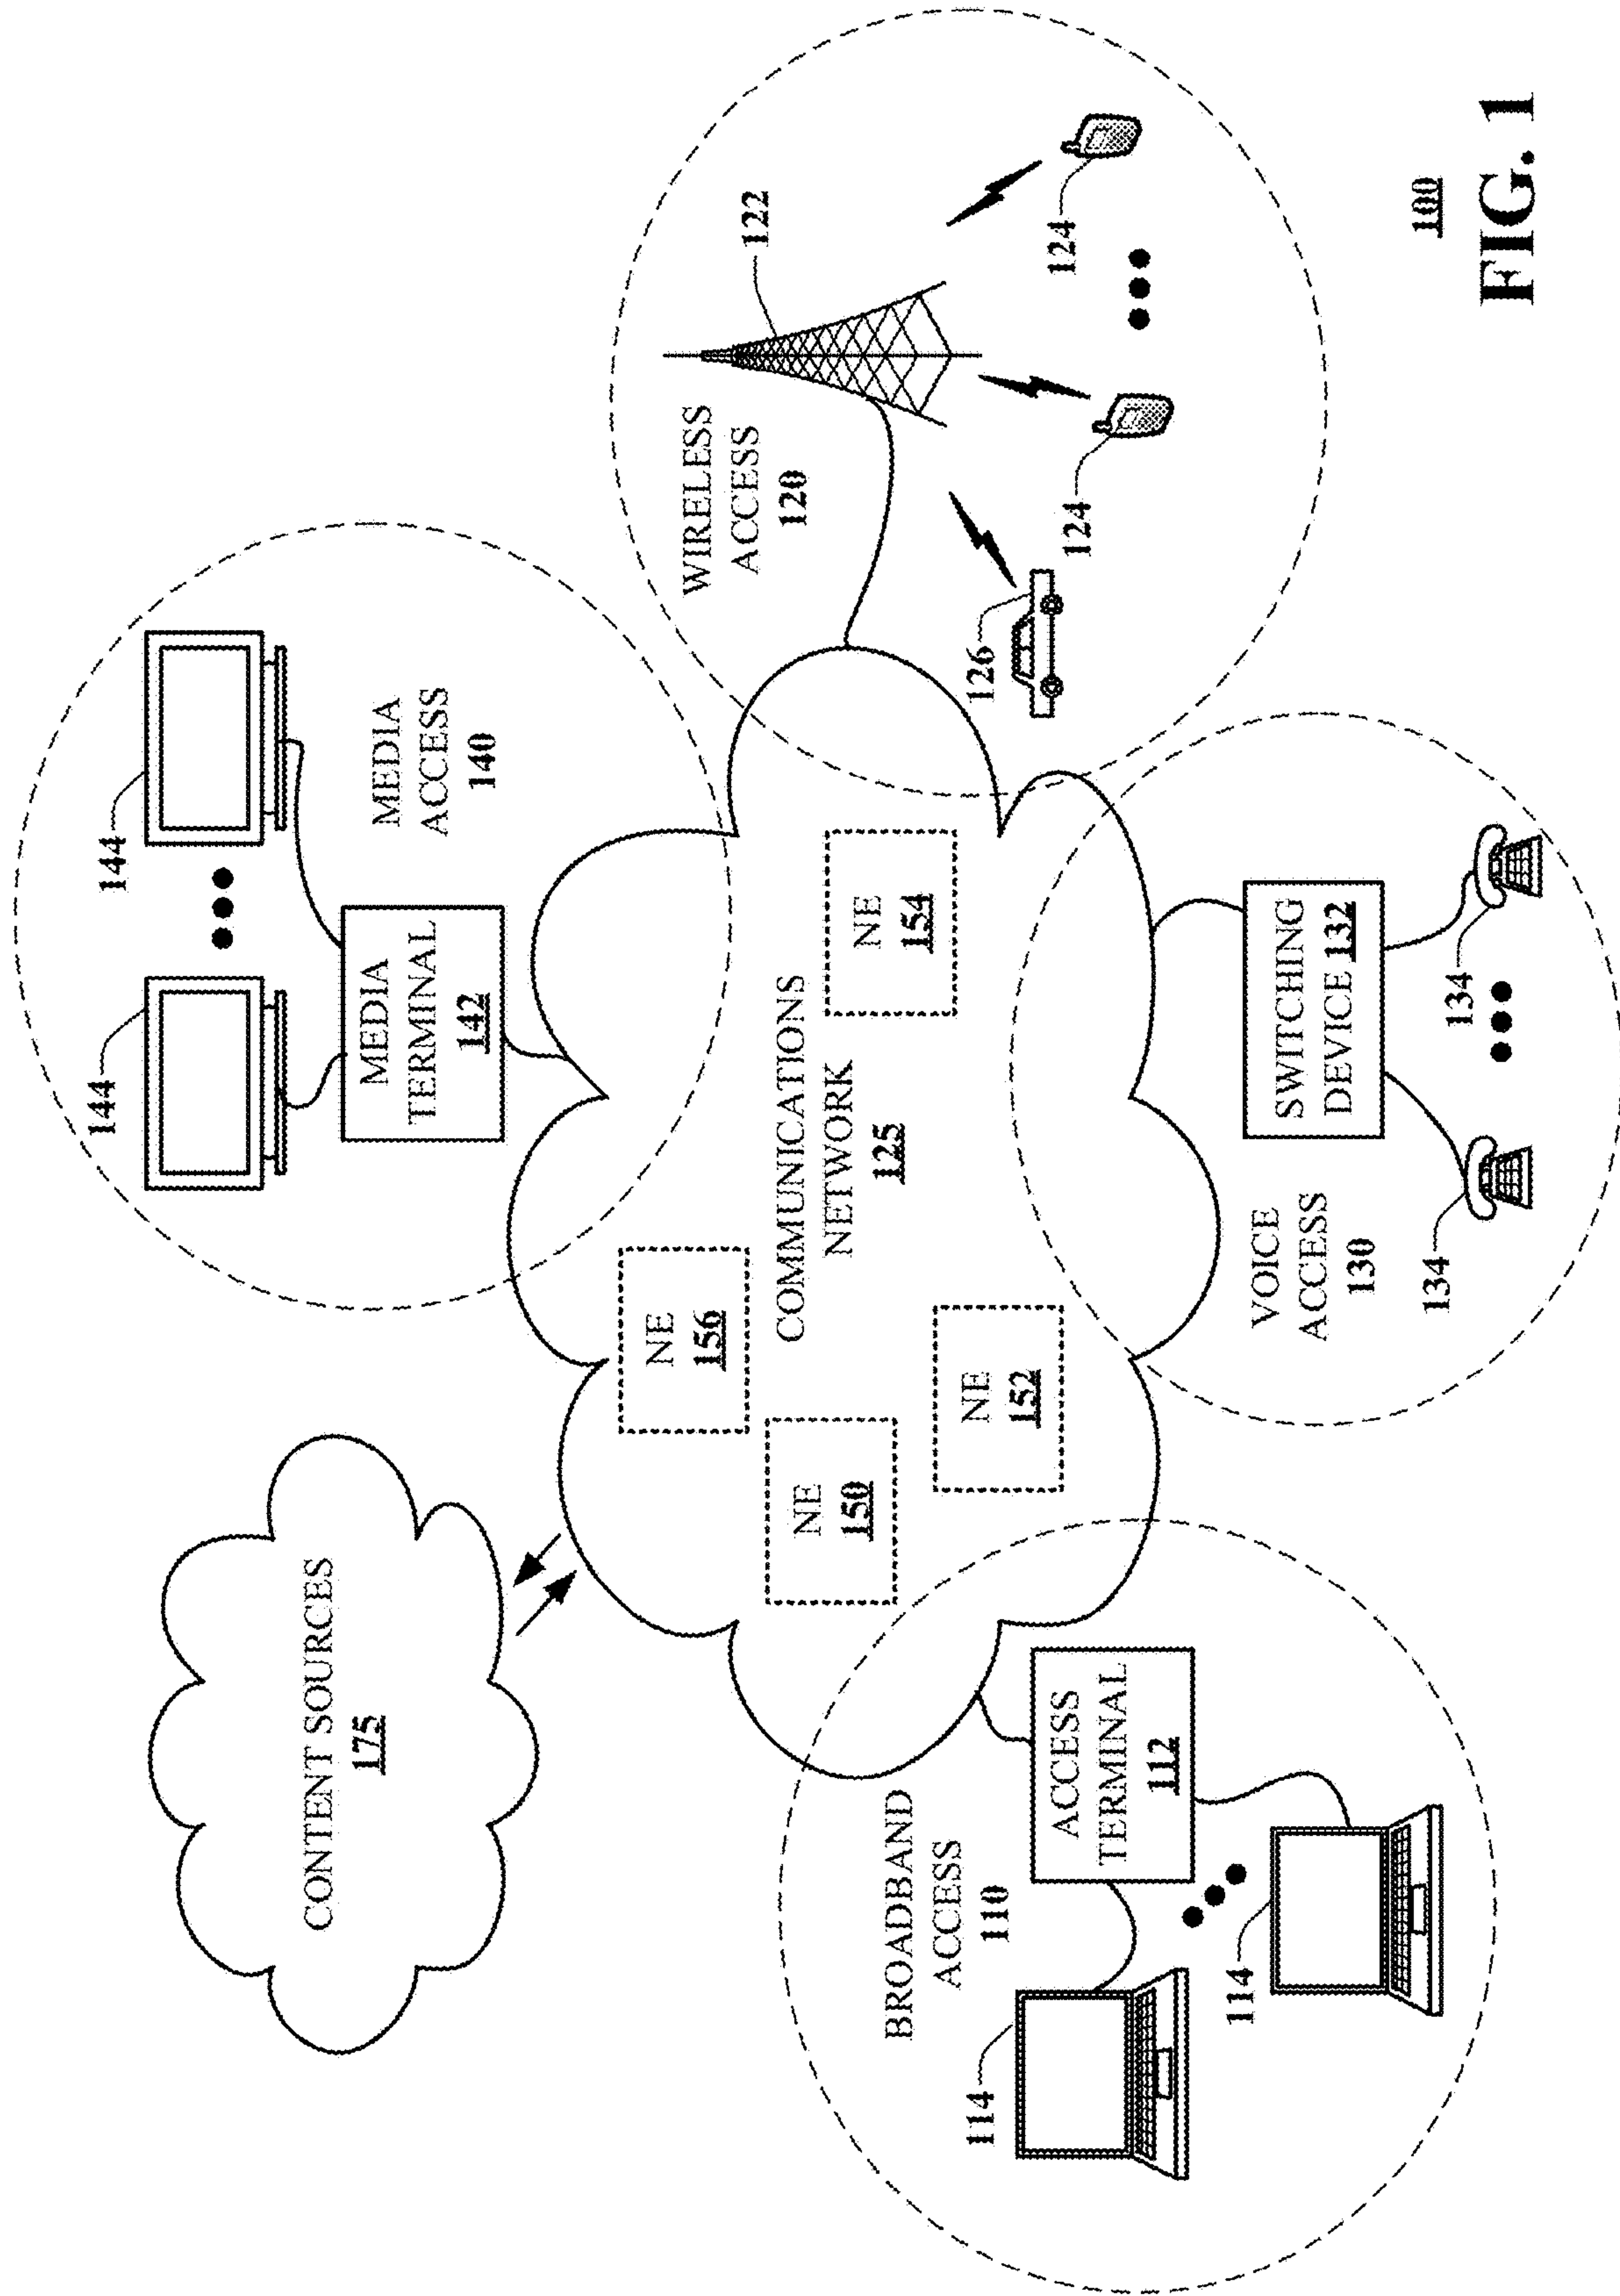 CONTENT SOURCES
175
144
144
MEDIA
TERMINAL
142
MEDIA
ACCESS
140
NE
156
NE
150
NE
152
NE
154
COMMUNICATIONS
NETWORK
125
WIRELESS
ACCESS
120
122
124
124
126
BROADBAND
ACCESS
110
ACCESS
TERMINAL
112
114
114
VOICE
ACCESS
130
SWITCHING
DEVICE 132
134
134
100
FIG. 1